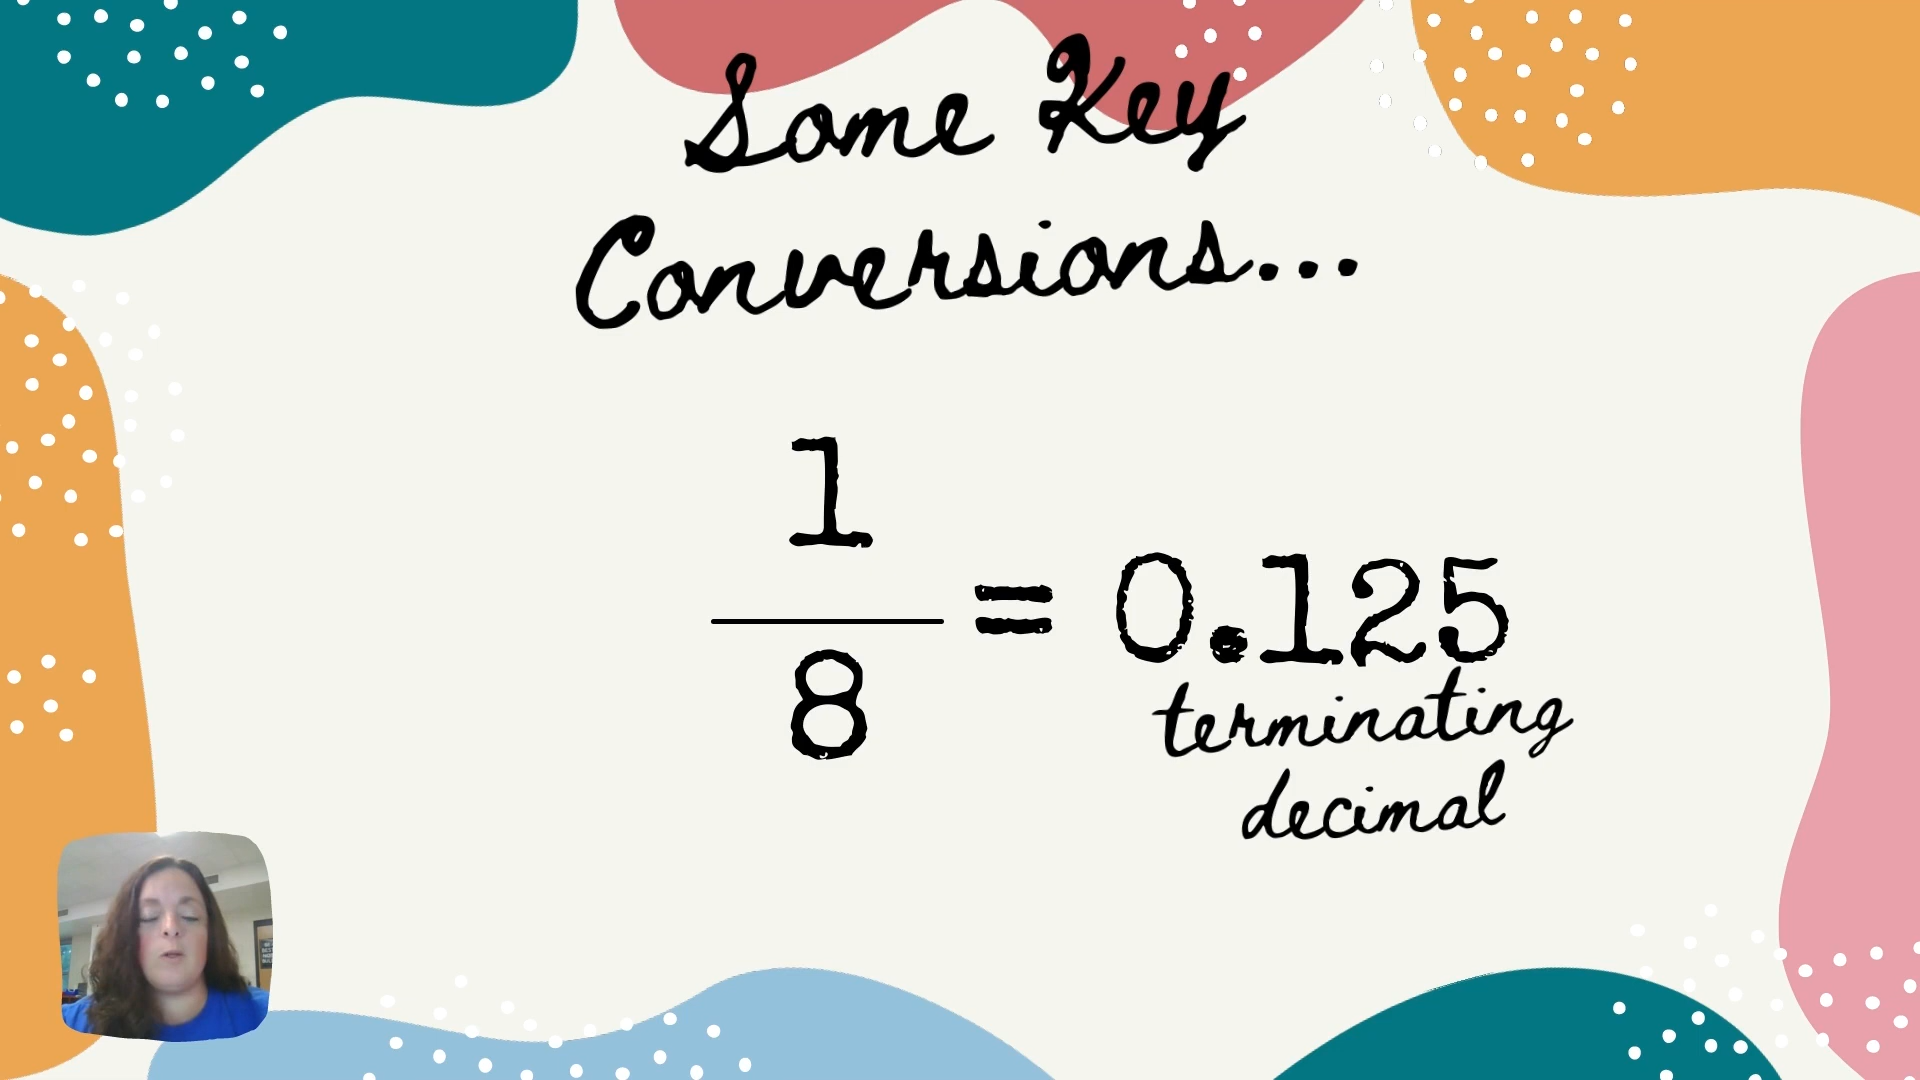 Some Key
Conversions...
1
8
= 0.125
terminating
decimal